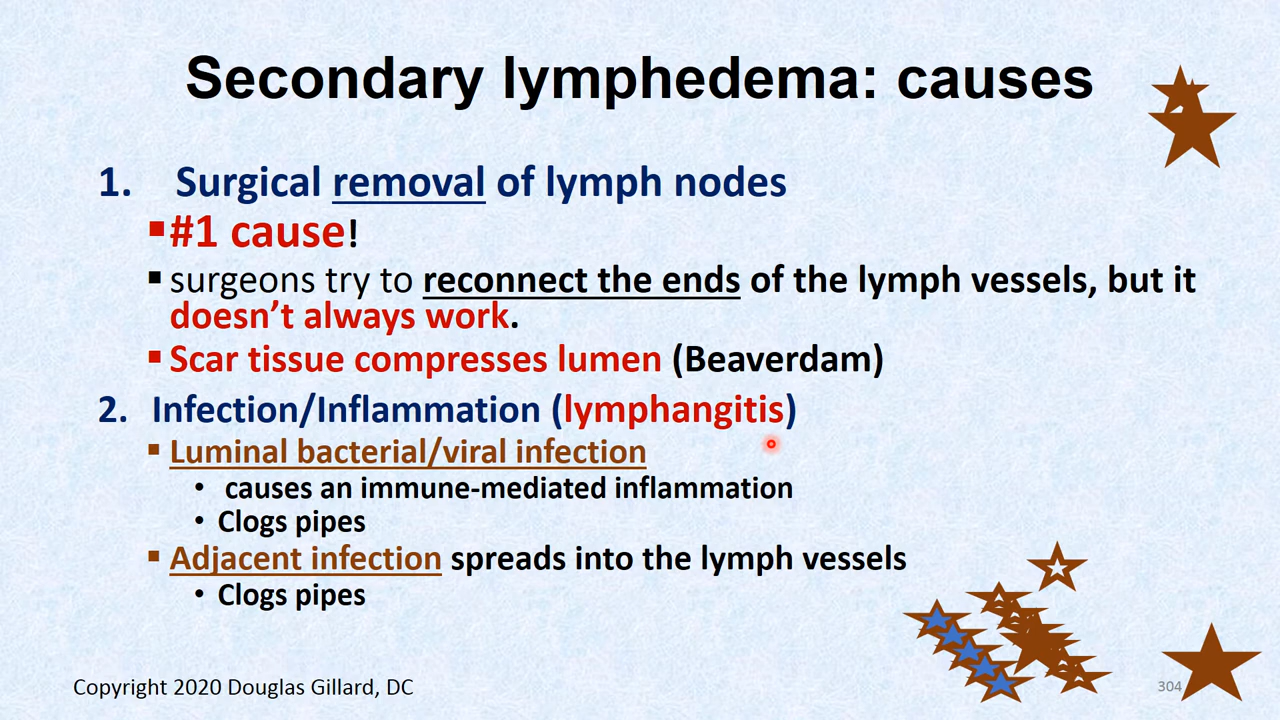 Secondary lymphedema: causes
1. Surgical removal of lymph nodes
▪#1 cause!
▪surgeons try to reconnect the ends of the lymph vessels, but it
doesn’t always work.
▪Scar tissue compresses lumen (Beaverdam)
2. Infection/Inflammation (lymphangitis)
▪Luminal bacterial/viral infection
• causes an immune-mediated inflammation
• Clogs pipes
▪Adjacent infection spreads into the lymph vessels
• Clogs pipes
Copyright 2020 Douglas Gillard, DC
304